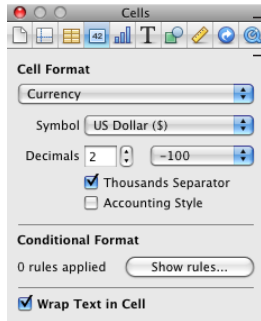 Cells
42
T
Cell Format
Currency
Symbol US Dollar ($)
Decimals 2 -100
Thousands Separator
Accounting Style
Conditional Format
0 rules applied Show rules...
Wrap Text in Cell